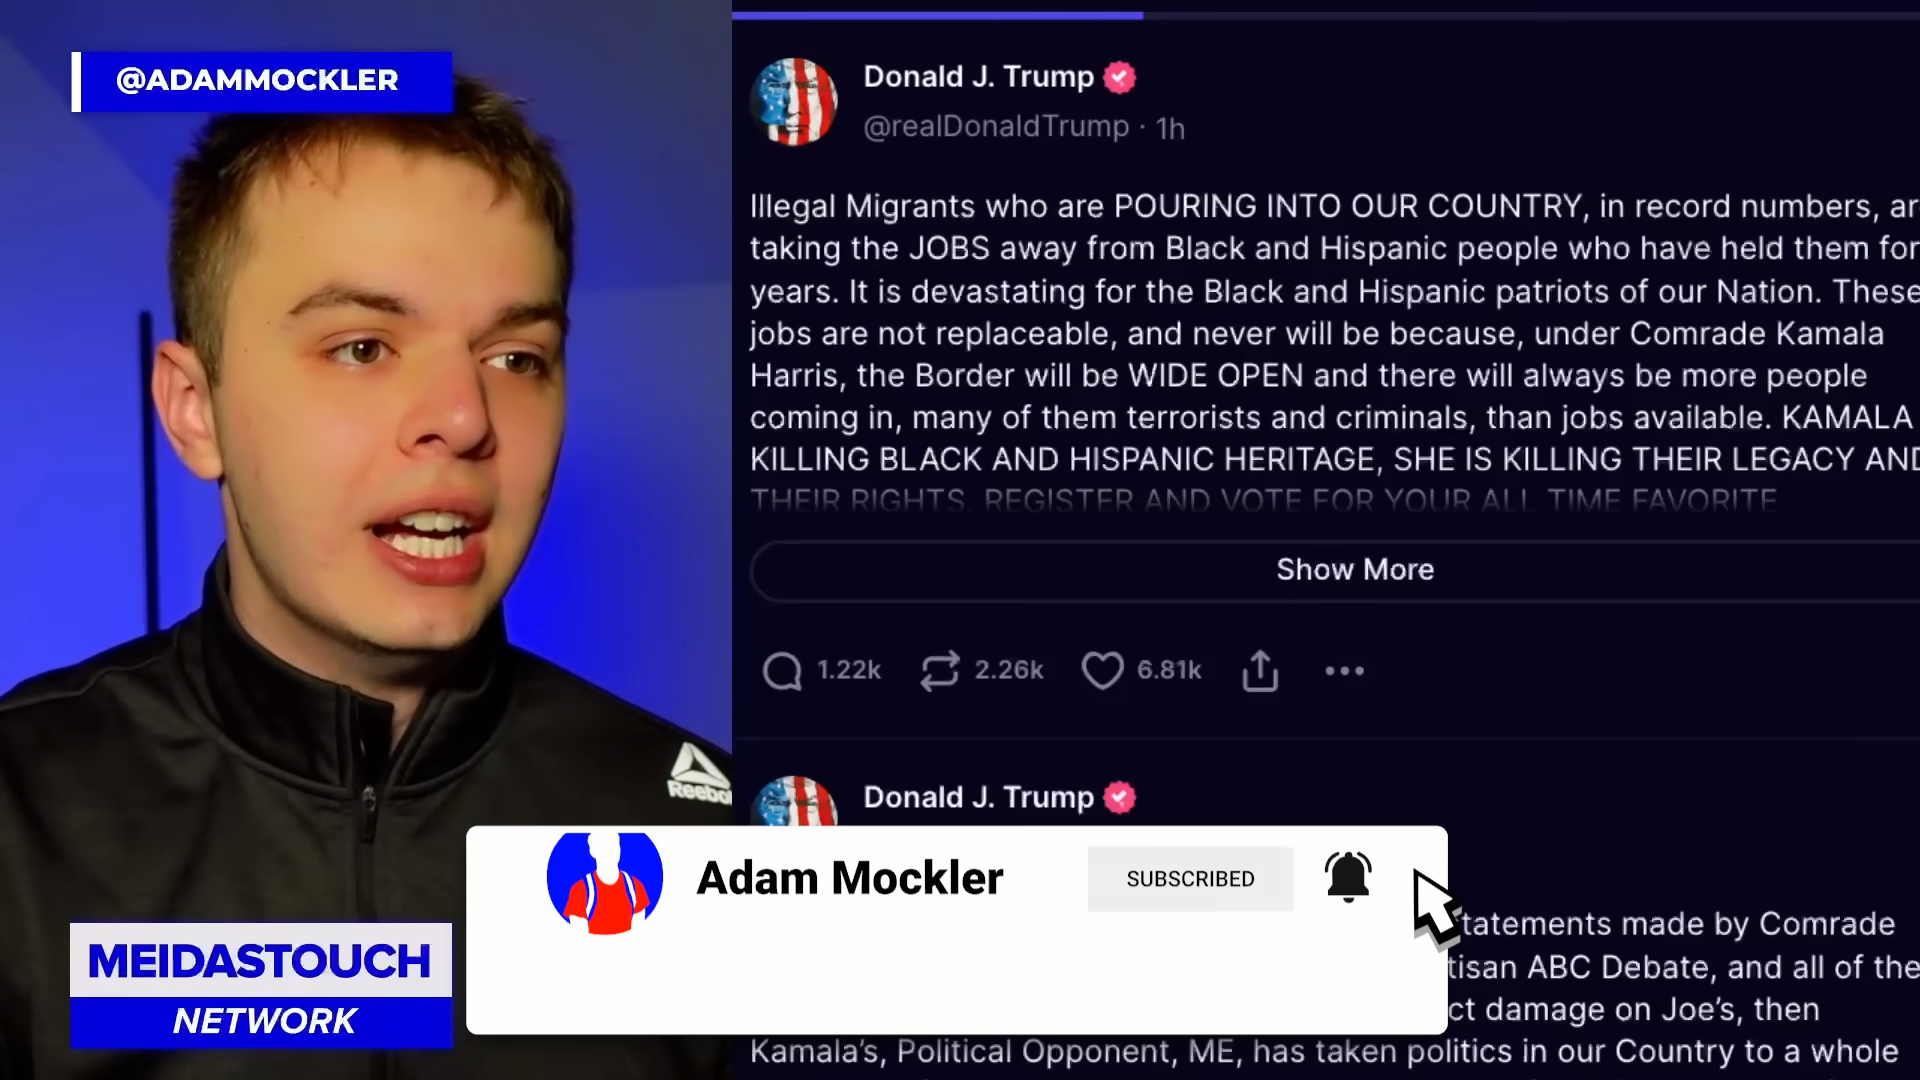 @ADAMMOCKLER
Donald J. Trump
@realDonaldTrump · 1h
Illegal Migrants who are POURING INTO OUR COUNTRY, in record numbers, ar
taking the JOBS away from Black and Hispanic people who have held them for
years. It is devastating for the Black and Hispanic patriots of our Nation. These
jobs are not replaceable, and never will be because, under Comrade Kamala
Harris, the Border will be WIDE OPEN and there will always be more people
coming in, many of them terrorists and criminals, than jobs available. KAMALA
KILLING BLACK AND HISPANIC HERITAGE, SHE IS KILLING THEIR LEGACY AND
THEIR RIGHTS. REGISTER AND VOTE FOR YOUR ALL TIME FAVORITE
Show More
1.22k 2.26k 6.81k
Reebo
Donald J. Trump
Adam Mockler
SUBSCRIBED
tatements made by Comrade
tisan ABC Debate, and all of the
ct damage on Joe's, then
Kamala's, Political Opponent, ME, has taken politics in our Country to a whole
MEIDASTOUCH
NETWORK